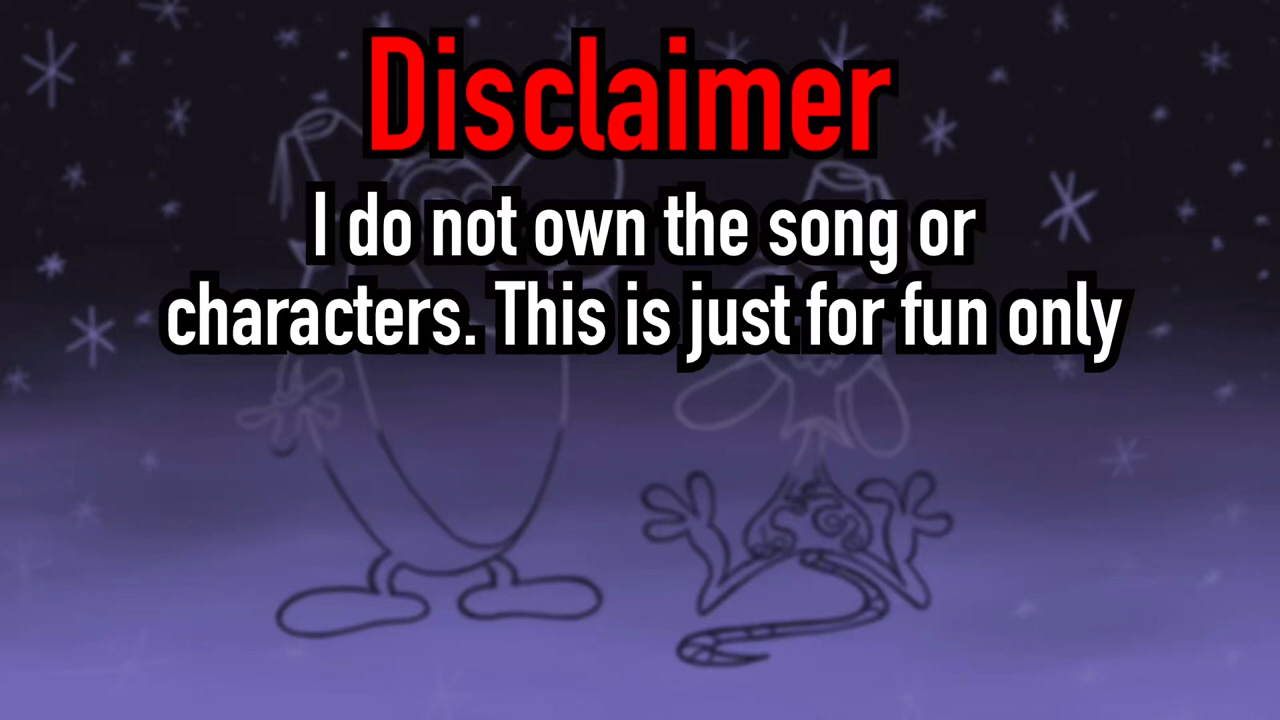 Disclaimer
I do not own the song or
characters. This is just for fun only